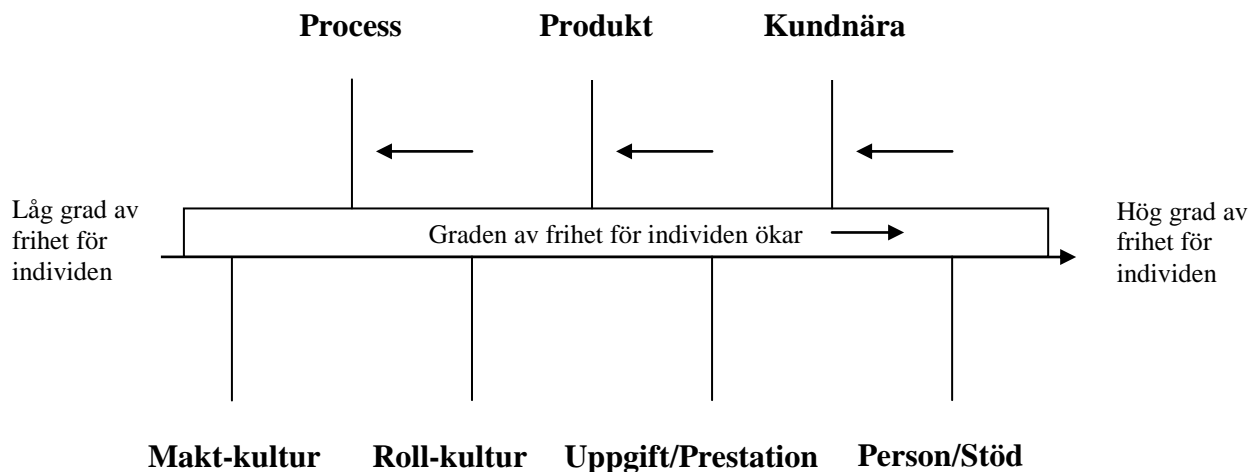 Process Produkt Kundnära
Låg grad av
frihet för
individen
Graden av frihet för individen ökar
Hög grad av
frihet för
individen
Makt-kultur Roll-kultur Uppgift/Prestation Person/Stöd